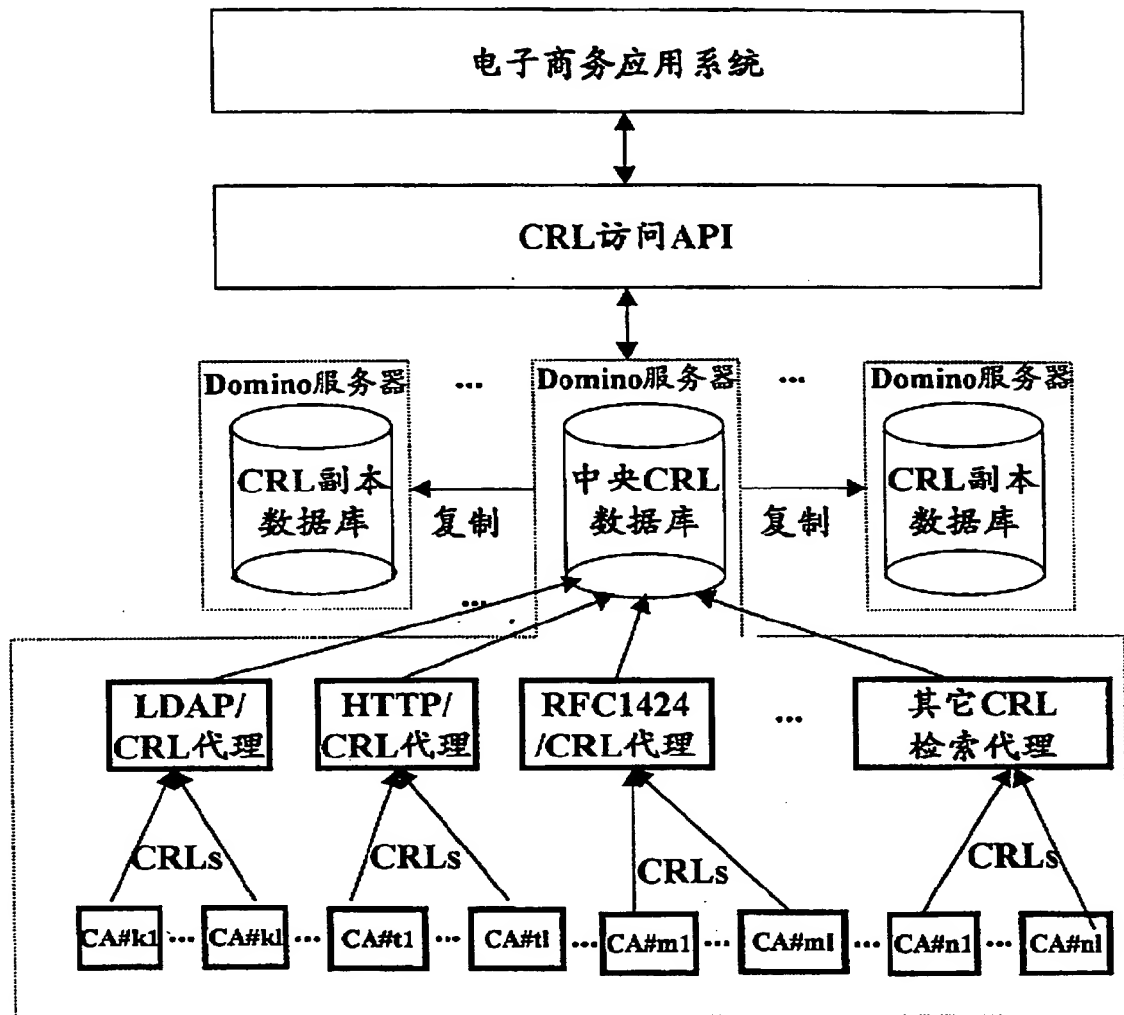 电子商务应用系统
CRL访问API
Domino服务器 ... Domino服务器 ... Domino服务器
CRL副本
数据库
复制
中央CRL
数据库
复制
CRL副本
数据库
...
LDAP/
CRL代理
HTTP/
CRL代理
RFC1424
/CRL代理
...
其它CRL
检索代理
CRLs CRLs CRLs CRLs
CA#k1 ... CA#kl ... CA#t1 ... CA#tl ... CA#m1 ... CA#ml ... CA#n1 ... CA#nl